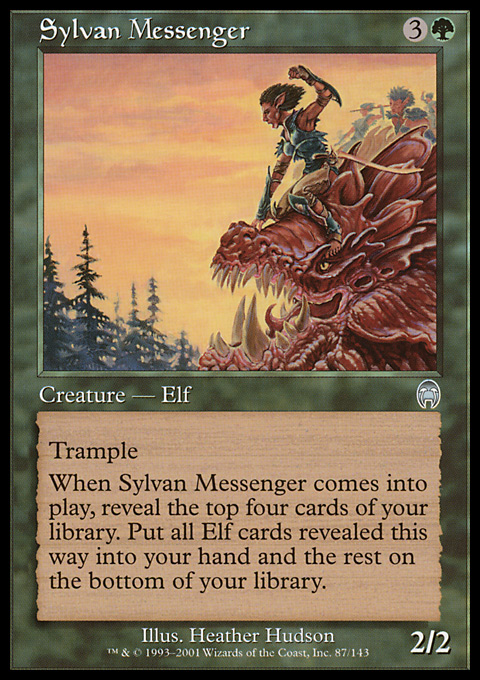 Sylvan Messenger 3
Creature — Elf
Trample
When Sylvan Messenger comes into
play, reveal the top four cards of your
library. Put all Elf cards revealed this
way into your hand and the rest on
the bottom of your library.
Illus. Heather Hudson
™ & © 1993–2001 Wizards of the Coast, Inc. 87/143
2/2